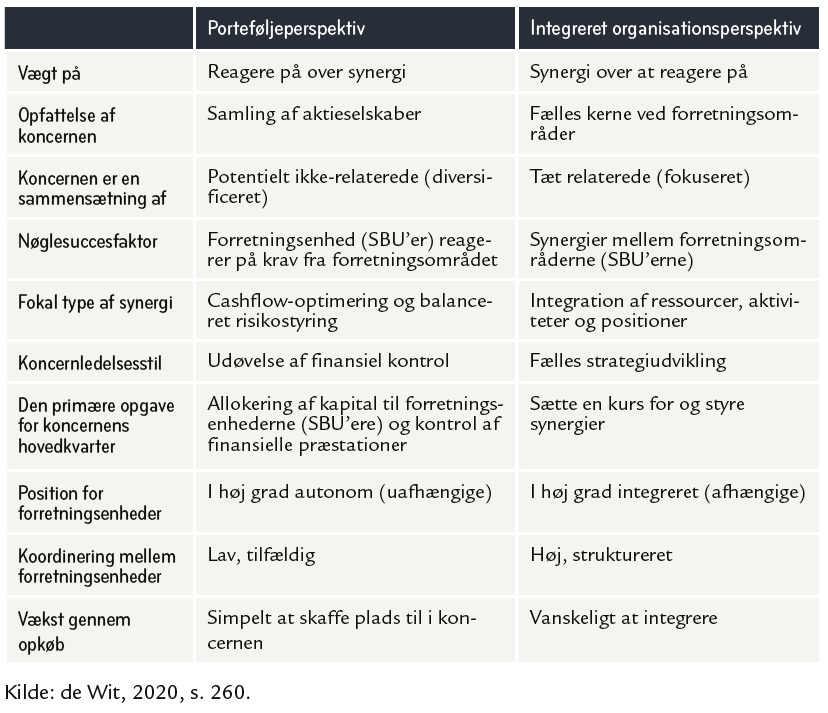 Porteføljeperspektiv
Integreret organisationsperspektiv
Vægt på
Reagere på over synergi
Synergi over at reagere på
Opfattelse af
koncernen
Samling af aktieselskaber
Fælles kerne ved forretningsom-
råder
Koncernen er en
sammensætning af
Potentielt ikke-relaterede (diversi-
ficeret)
Tæt relaterede (fokuseret)
Nøglesuccesfaktor
Forretningsenhed (SBU’er) reage-
rer på krav fra forretningsområdet
Synergier mellem forretningsom-
råderne (SBU’erne)
Fokal type af synergi
Cashflow-optimering og balance-
ret risikostyring
Integration af ressourcer, aktivi-
teter og positioner
Koncernledelsesstil
Udøvelse af finansiel kontrol
Fælles strategiudvikling
Den primære opgave
for koncernens
hovedkvarter
Allokering af kapital til forretnings-
enhederne (SBU’ere) og kontrol af
finansielle præstationer
Sætte en kurs for og styre
synergier
Position for
forretningsenheder
I høj grad autonom (uafhængige)
I høj grad integreret (afhængige)
Koordinering mellem
forretningsenheder
Lav, tilfældig
Høj, struktureret
Vækst gennem
opkøb
Simpelt at skaffe plads til i kon-
cernen
Vanskeligt at integrere
Kilde: de Wit, 2020, s. 260.